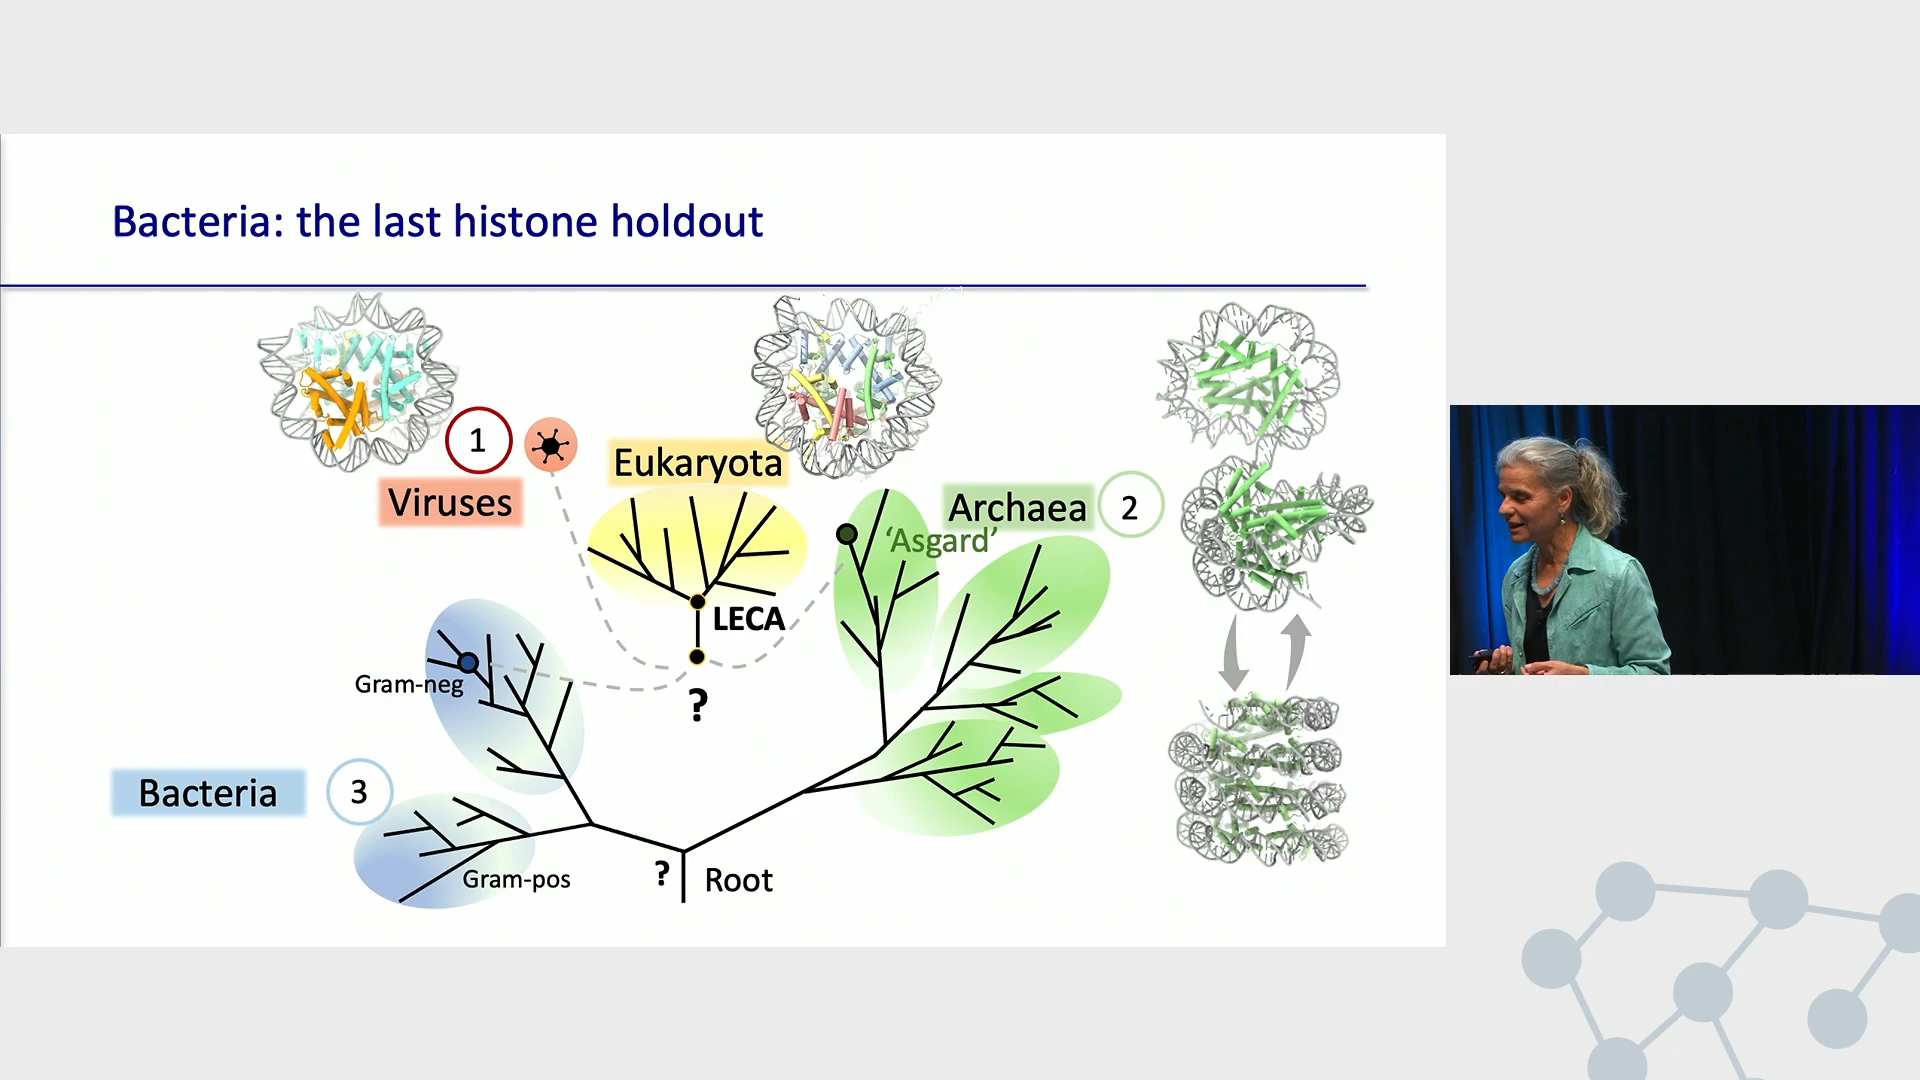 Bacteria: the last histone holdout
1
Viruses
Eukaryota
Archaea
2
'Asgard'
LECA
Gram-neg
?
Bacteria
3
Gram-pos
?
Root